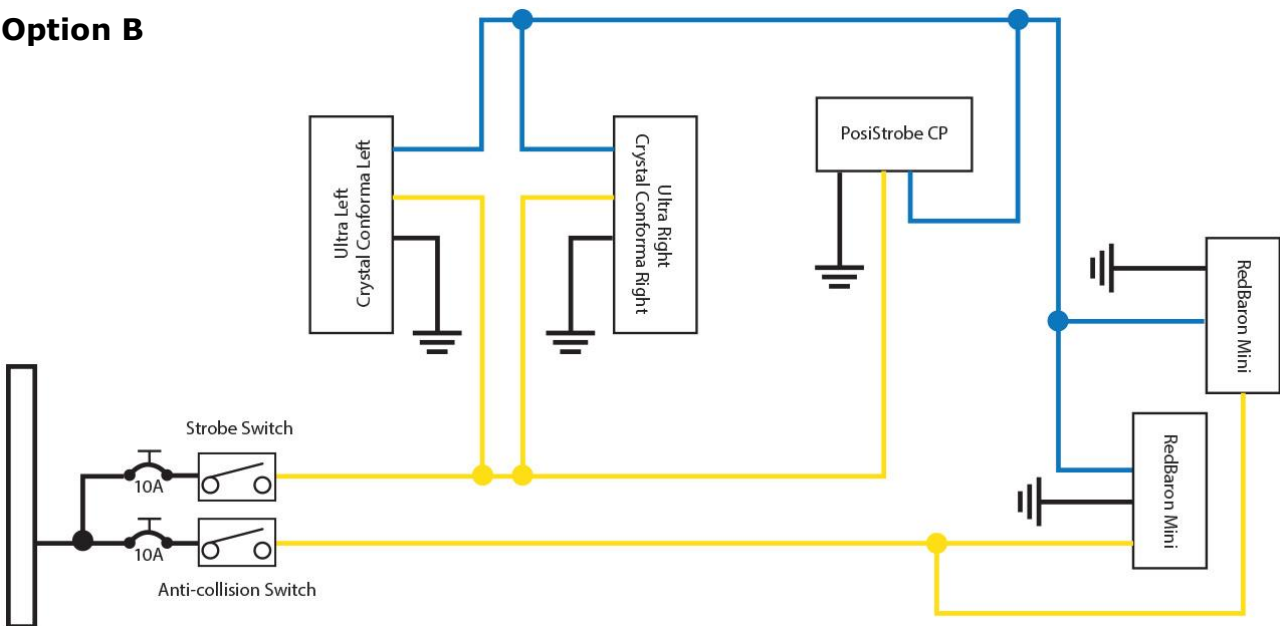 Option B
Ultra Left
Crystal Conforma Left
Ultra Right
Crystal Conforma Right
PosiStrobe CP
RedBaron Mini
Strobe Switch
10A
RedBaron Mini
10A
Anti-collision Switch